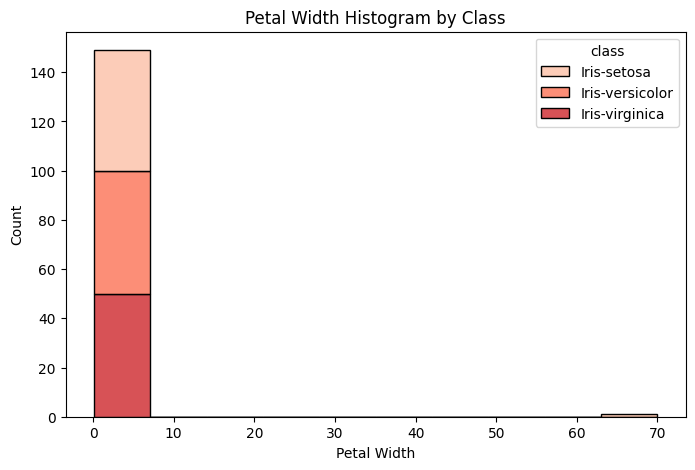 Petal Width Histogram by Class
class
Iris-setosa
Iris-versicolor
Iris-virginica
Count
140
120
100
80
60
40
20
0
0 10 20 30 40 50 60 70
Petal Width